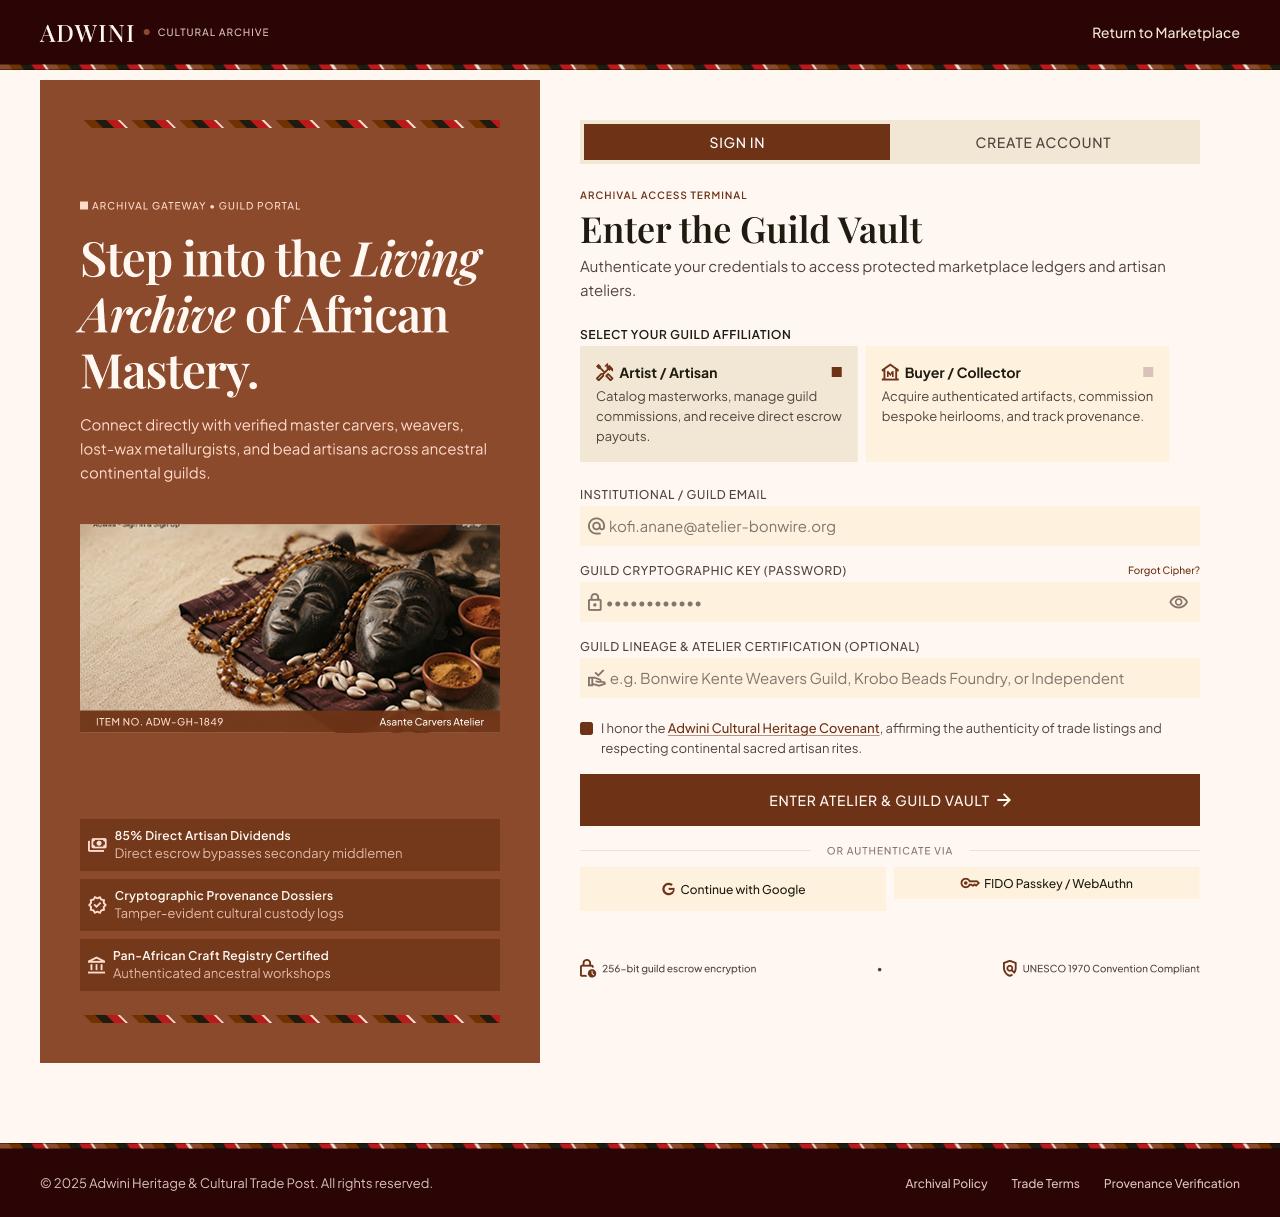 ADWINI • CULTURAL ARCHIVE
Return to Marketplace
ARCHIVAL GATEWAY • GUILD PORTAL
Step into the Living
Archive of African
Mastery.
Connect directly with verified master carvers, weavers,
lost-wax metallurgists, and bead artisans across ancestral
continental guilds.
ITEM NO. ADW-GH-1849
Asante Carvers Atelier
85% Direct Artisan Dividends
Direct escrow bypasses secondary middlemen
Cryptographic Provenance Dossiers
Tamper-evident cultural custody logs
Pan-African Craft Registry Certified
Authenticated ancestral workshops
SIGN IN
CREATE ACCOUNT
ARCHIVAL ACCESS TERMINAL
Enter the Guild Vault
Authenticate your credentials to access protected marketplace ledgers and artisan
ateliers.
SELECT YOUR GUILD AFFILIATION
Artist / Artisan
Catalog masterworks, manage guild
commissions, and receive direct escrow
payouts.
Buyer / Collector
Acquire authenticated artifacts, commission
bespoke heirlooms, and track provenance.
INSTITUTIONAL / GUILD EMAIL
kofi.anane@atelier-bonwire.org
GUILD CRYPTOGRAPHIC KEY (PASSWORD)
Forgot Cipher?
••••••••••••
GUILD LINEAGE & ATELIER CERTIFICATION (OPTIONAL)
e.g. Bonwire Kente Weavers Guild, Krobo Beads Foundry, or Independent
I honor the Adwini Cultural Heritage Covenant, affirming the authenticity of trade listings and
respecting continental sacred artisan rites.
ENTER ATELIER & GUILD VAULT →
OR AUTHENTICATE VIA
Continue with Google
FIDO Passkey / WebAuthn
256-bit guild escrow encryption
•
UNESCO 1970 Convention Compliant
© 2025 Adwini Heritage & Cultural Trade Post. All rights reserved.
Archival Policy
Trade Terms
Provenance Verification